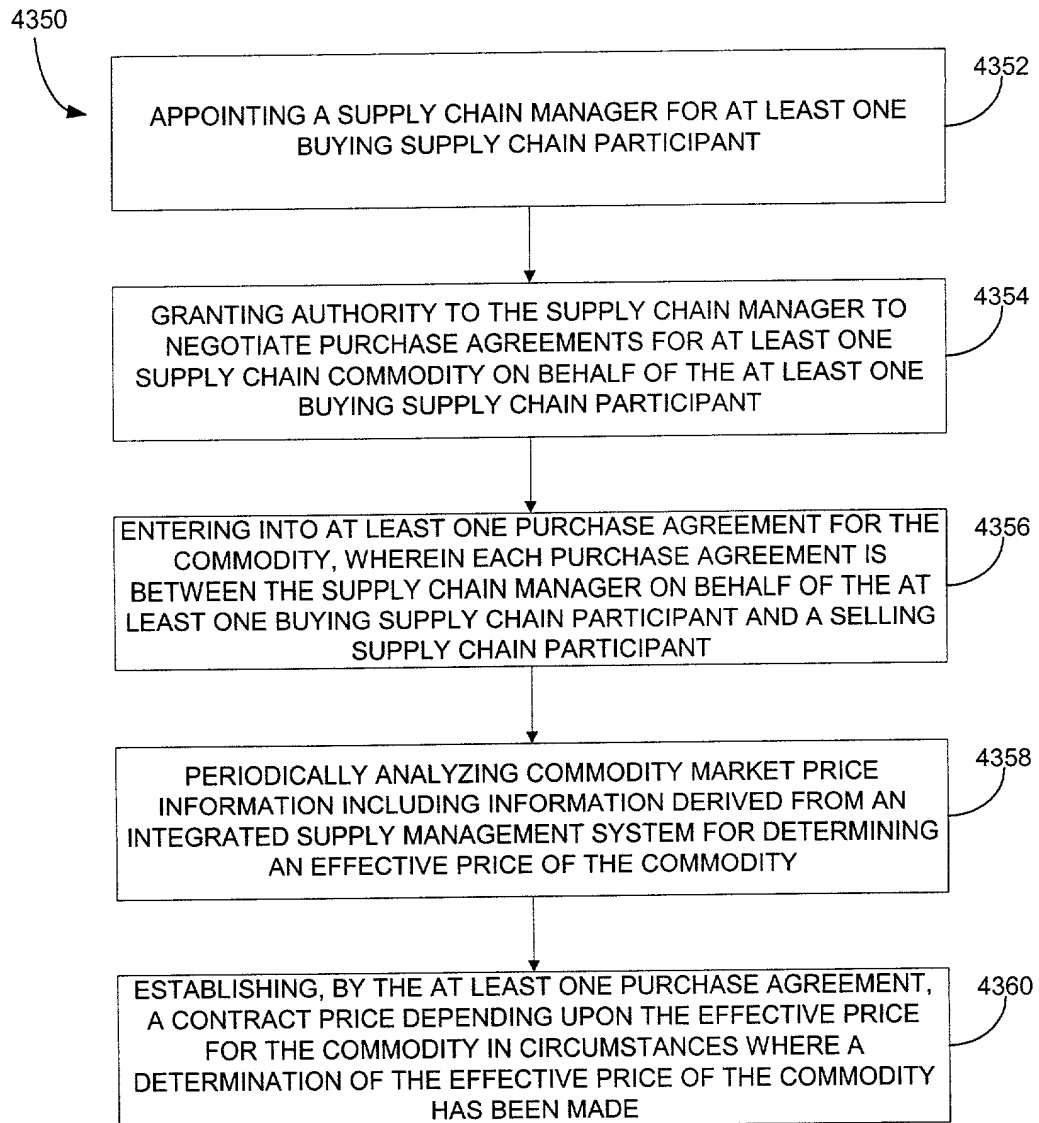 4350
4352
APPOINTING A SUPPLY CHAIN MANAGER FOR AT LEAST ONE
BUYING SUPPLY CHAIN PARTICIPANT
4354
GRANTING AUTHORITY TO THE SUPPLY CHAIN MANAGER TO
NEGOTIATE PURCHASE AGREEMENTS FOR AT LEAST ONE
SUPPLY CHAIN COMMODITY ON BEHALF OF THE AT LEAST ONE
BUYING SUPPLY CHAIN PARTICIPANT
4356
ENTERING INTO AT LEAST ONE PURCHASE AGREEMENT FOR THE
COMMODITY, WHEREIN EACH PURCHASE AGREEMENT IS
BETWEEN THE SUPPLY CHAIN MANAGER ON BEHALF OF THE AT
LEAST ONE BUYING SUPPLY CHAIN PARTICIPANT AND A SELLING
SUPPLY CHAIN PARTICIPANT
4358
PERIODICALLY ANALYZING COMMODITY MARKET PRICE
INFORMATION INCLUDING INFORMATION DERIVED FROM AN
INTEGRATED SUPPLY MANAGEMENT SYSTEM FOR DETERMINING
AN EFFECTIVE PRICE OF THE COMMODITY
4360
ESTABLISHING, BY THE AT LEAST ONE PURCHASE AGREEMENT,
A CONTRACT PRICE DEPENDING UPON THE EFFECTIVE PRICE
FOR THE COMMODITY IN CIRCUMSTANCES WHERE A
DETERMINATION OF THE EFFECTIVE PRICE OF THE COMMODITY
HAS BEEN MADE